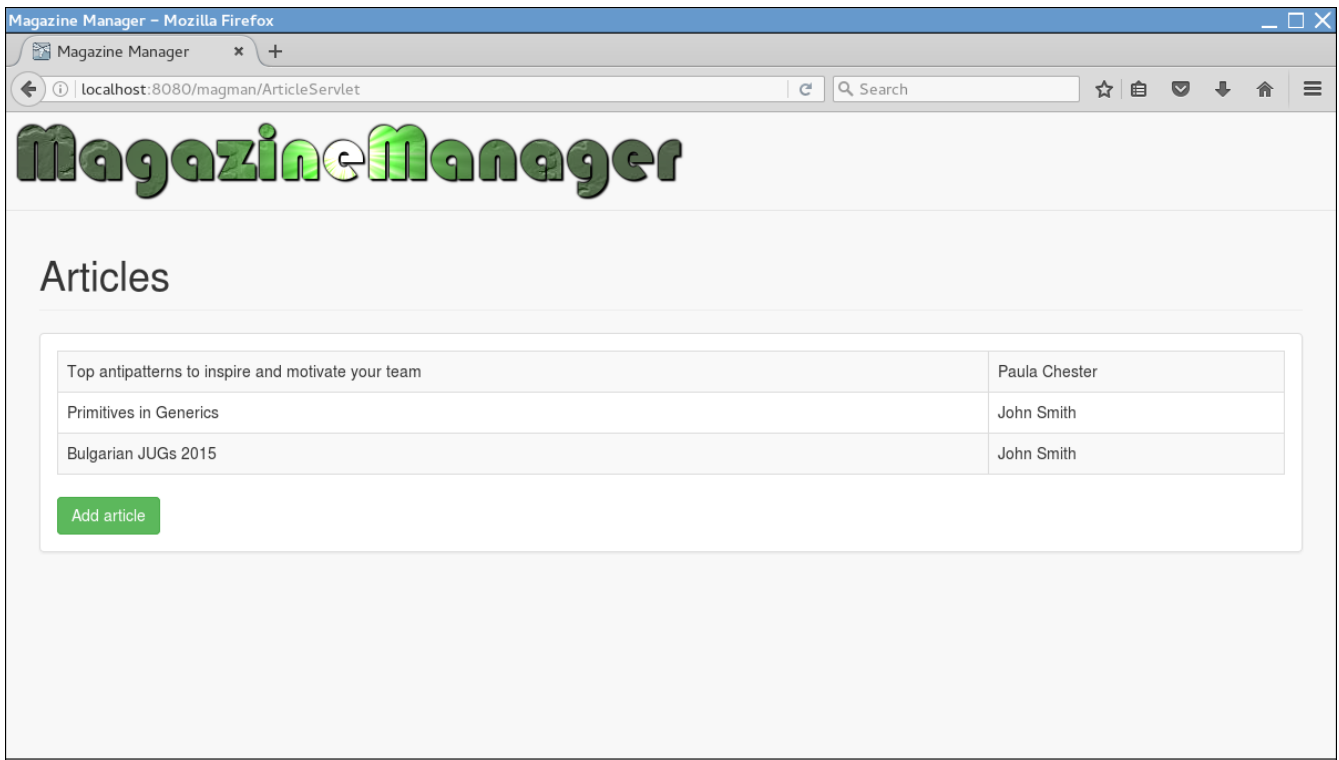 Magazine Manager – Mozilla Firefox
Magazine Manager
localhost:8080/magman/ArticleServlet
Search
MagazineManager
Articles
Top antipatterns to inspire and motivate your team Paula Chester
Primitives in Generics John Smith
Bulgarian JUGs 2015 John Smith
Add article